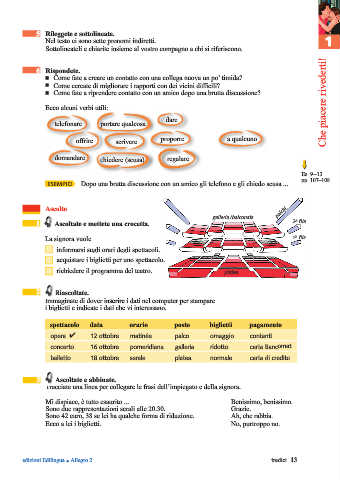 Rileggete e sottolineate.
Nel testo ci sono sette pronomi indiretti.
Sottolineateli e chiarite insieme al vostro compagno a chi si riferiscono.
1
Rispondete.
Come fate a creare un contatto con una collega nuova un po' timida?
Come cercate di migliorare i rapporti con dei vicini difficili?
Come fate a riprendere contatto con un amico dopo una brutta discussione?
Che piacere rivederti!
Ecco alcuni verbi utili:
telefonare
portare qualcosa
dare
offrire
scrivere
proporre
a qualcuno
domandare
chiedere (scusa)
regalare
Es 9–12
pp 107–108
ESEMPIO
Dopo una brutta discussione con un amico gli telefono e gli chiedo scusa ...
Ascolto
Ascoltate e mettete una crocetta.
La signora vuole
informarsi sugli orari degli spettacoli.
acquistare i biglietti per uno spettacolo.
richiedere il programma del teatro.
galleria /balconata
palchi
platea
Riascoltate.
Immaginate di dover inserire i dati nel computer per stampare
i biglietti e indicate i dati che vi interessano.
spettacolo data orario posto biglietti pagamento
opera ✔ 12 ottobre matinée palco omaggio contanti
concerto 16 ottobre pomeridiana galleria ridotto carta Bancomat
balletto 18 ottobre serale platea normale carta di credito
Ascoltate e abbinate.
Tracciate una linea per collegare le frasi dell'impiegato e della signora.
Mi dispiace, è tutto esaurito ... Benissimo, benissimo.
Sono due rappresentazioni serali alle 20.30. Grazie.
Sono 42 euro, 38 se lei ha qualche forma di riduzione. Ah, che rabbia.
Ecco a lei i biglietti. No, purtroppo no.
edizioni Edilingua ■ Allegro 2
tredici 13